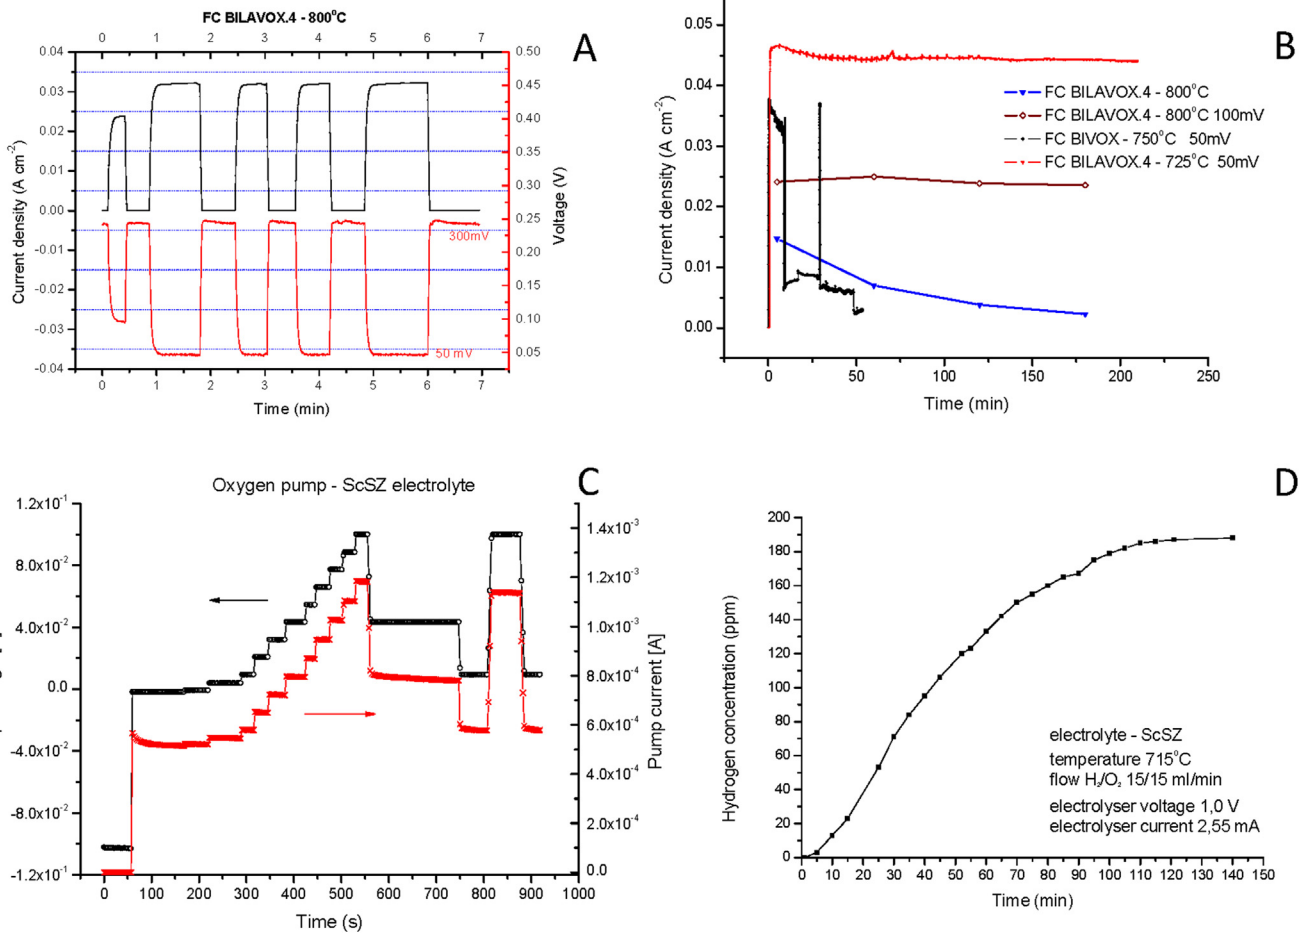 FC BILAVOX.4 - 800°C
A
0 1 2 3 4 5 6 7
0.04
0.03
0.02
0.01
0.00
-0.01
-0.02
-0.03
-0.04
Current density (A cm⁻²)
0.50
0.45
0.40
0.35
0.30
0.25
0.20
0.15
0.10
0.05
Voltage (V)
300mV
50 mV
0 1 2 3 4 5 6 7
Time (min)
B
0.05
0.04
0.03
0.02
0.01
0.00
Current density (A cm⁻²)
FC BILAVOX.4 - 800°C
FC BILAVOX.4 - 800°C 100mV
FC BIVOX - 750°C 50mV
FC BILAVOX.4 - 725°C 50mV
0 50 100 150 200 250
Time (min)
Oxygen pump - ScSZ electrolyte
C
1.2x10⁻¹
8.0x10⁻²
4.0x10⁻²
0.0
-4.0x10⁻²
-8.0x10⁻²
-1.2x10⁻¹
1.4x10⁻³
1.2x10⁻³
1.0x10⁻³
8.0x10⁻⁴
6.0x10⁻⁴
4.0x10⁻⁴
2.0x10⁻⁴
0.0
Pump current [A]
0 100 200 300 400 500 600 700 800 900 1000
Time (s)
D
200
180
160
140
120
100
80
60
40
20
0
Hydrogen concentration (ppm)
electrolyte - ScSZ
temperature 715°C
flow H₂/O₂ 15/15 ml/min
electrolyser voltage 1,0 V
electrolyser current 2,55 mA
0 10 20 30 40 50 60 70 80 90 100 110 120 130 140 150
Time (min)